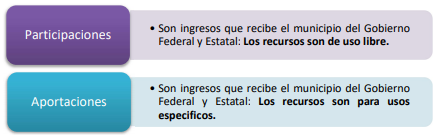 Participaciones
• Son ingresos que recibe el municipio del Gobierno
Federal y Estatal: Los recursos son de uso libre.
Aportaciones
• Son ingresos que recibe el municipio del Gobierno
Federal y Estatal: Los recursos son para usos
especificos.